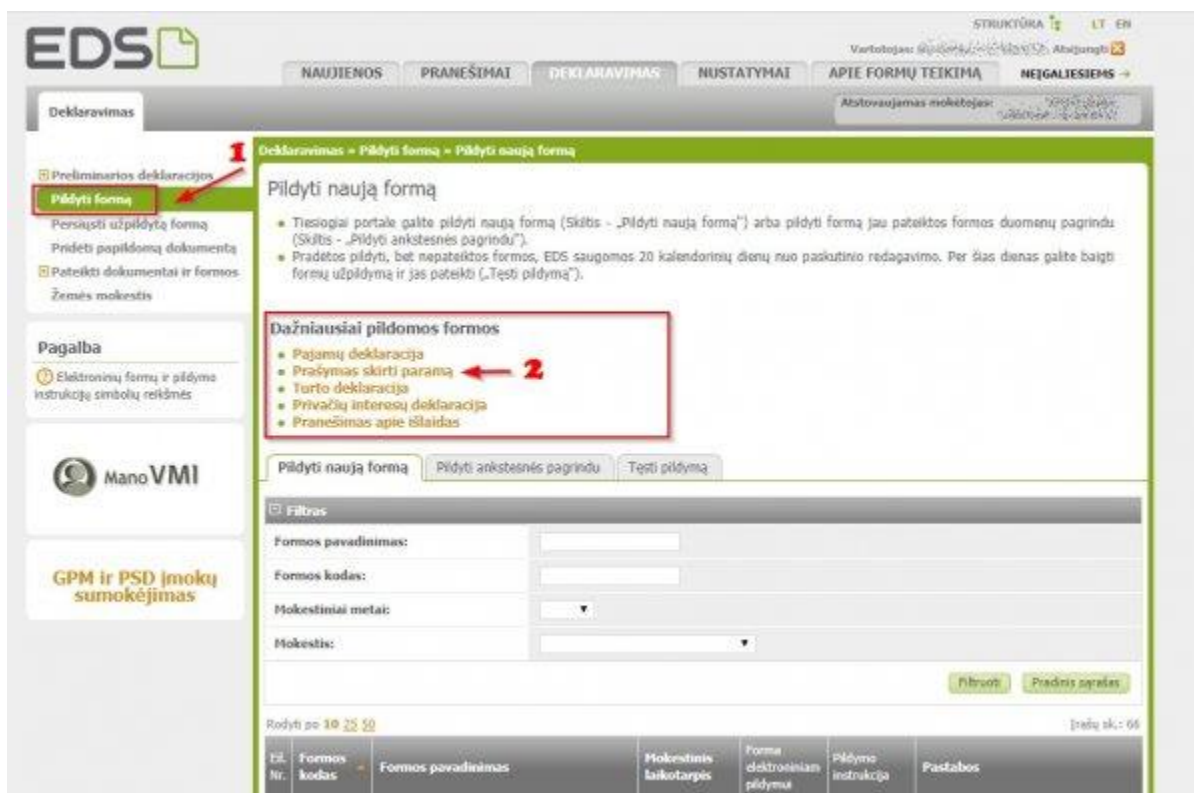 EDS
STRUKTŪRA LT EN
Vartotojas: Atsijungti
NAUJIENOS PRANEŠIMAI DEKLARAVIMAS NUSTATYMAI APIE FORMŲ TEIKIMĄ NEĮGALIESIEMS
Deklaravimas
Atstovaujamas mokėtojas:
1
Deklaravimas » Pildyti formą » Pildyti naują formą
Preliminarios deklaracijos
Pildyti formą
Persiųsti užpildytą formą
Pridėti papildomą dokumentą
Pateikti dokumentai ir formos
Žemės mokestis
Pagalba
Elektroninių formų ir pildymo
instrukcijų simbolių reikšmės
Mano VMI
GPM ir PSD įmokų
sumokėjimas
Pildyti naują formą
Tiesiogiai portale galite pildyti naują formą (Skiltis - „Pildyti naują formą") arba pildyti formą jau pateiktos formos duomenų pagrindu
(Skiltis - „Pildyti ankstesnės pagrindu").
Pradėtos pildyti, bet nepateiktos formos, EDS saugomos 20 kalendorinių dienų nuo paskutinio redagavimo. Per šias dienas galite baigti
formų užpildymą ir jas pateikti („Tęsti pildymą").
Dažniausiai pildomos formos
Pajamų deklaracija
Prašymas skirti paramą 2
Turto deklaracija
Privačių interesų deklaracija
Pranešimas apie išlaidas
Pildyti naują formą Pildyti ankstesnės pagrindu Tęsti pildymą
Filtras
Formos pavadinimas:
Formos kodas:
Mokestiniai metai:
Mokestis:
Filtruoti Pradinis sąrašas
Rodyti po 10 25 50 Įrašų sk.: 66
Eil. Nr. Formos kodas Formos pavadinimas Mokestinis laikotarpis Forma elektroniniam pildymui Pildymo instrukcija Pastabos